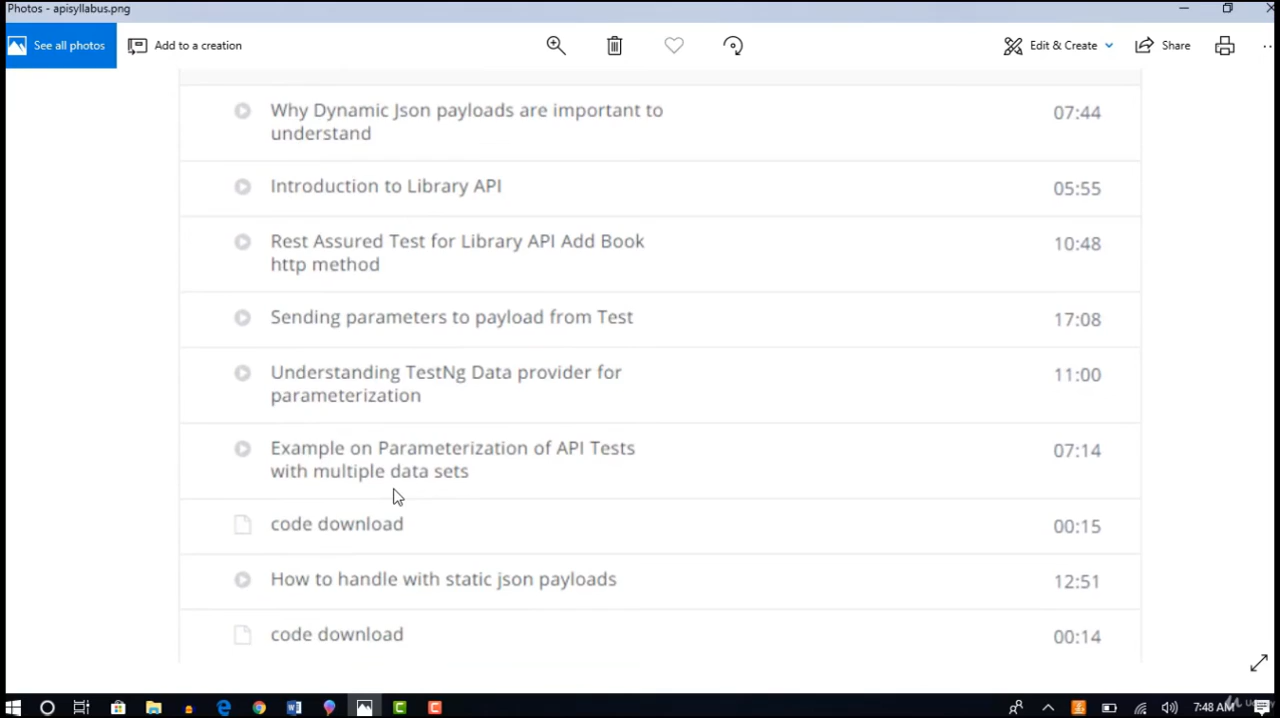 Photos - apisyllabus.png
See all photos
Add to a creation
Edit & Create
Share
Why Dynamic Json payloads are important to
understand
07:44
Introduction to Library API
05:55
Rest Assured Test for Library API Add Book
http method
10:48
Sending parameters to payload from Test
17:08
Understanding TestNg Data provider for
parameterization
11:00
Example on Parameterization of API Tests
with multiple data sets
07:14
code download
00:15
How to handle with static json payloads
12:51
code download
00:14
7:48 AM